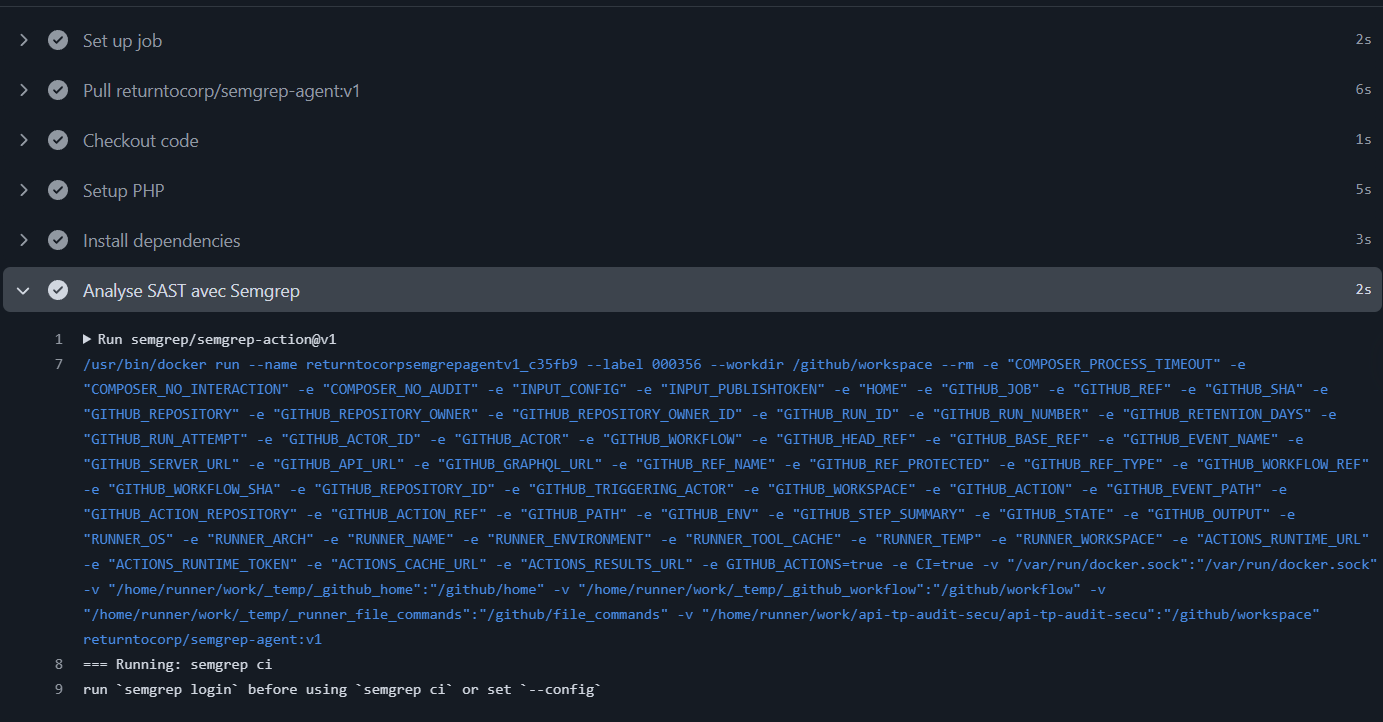 Set up job 2s
Pull returntocorp/semgrep-agent:v1 6s
Checkout code 1s
Setup PHP 5s
Install dependencies 3s
Analyse SAST avec Semgrep 2s
1 ▶ Run semgrep/semgrep-action@v1
7 /usr/bin/docker run --name returntocorpsemgrepagentv1_c35fb9 --label 000356 --workdir /github/workspace --rm -e "COMPOSER_PROCESS_TIMEOUT" -e
"COMPOSER_NO_INTERACTION" -e "COMPOSER_NO_AUDIT" -e "INPUT_CONFIG" -e "INPUT_PUBLISHTOKEN" -e "HOME" -e "GITHUB_JOB" -e "GITHUB_REF" -e "GITHUB_SHA" -e
"GITHUB_REPOSITORY" -e "GITHUB_REPOSITORY_OWNER" -e "GITHUB_REPOSITORY_OWNER_ID" -e "GITHUB_RUN_ID" -e "GITHUB_RUN_NUMBER" -e "GITHUB_RETENTION_DAYS" -e
"GITHUB_RUN_ATTEMPT" -e "GITHUB_ACTOR_ID" -e "GITHUB_ACTOR" -e "GITHUB_WORKFLOW" -e "GITHUB_HEAD_REF" -e "GITHUB_BASE_REF" -e "GITHUB_EVENT_NAME" -e
"GITHUB_SERVER_URL" -e "GITHUB_API_URL" -e "GITHUB_GRAPHQL_URL" -e "GITHUB_REF_NAME" -e "GITHUB_REF_PROTECTED" -e "GITHUB_REF_TYPE" -e "GITHUB_WORKFLOW_REF"
-e "GITHUB_WORKFLOW_SHA" -e "GITHUB_REPOSITORY_ID" -e "GITHUB_TRIGGERING_ACTOR" -e "GITHUB_WORKSPACE" -e "GITHUB_ACTION" -e "GITHUB_EVENT_PATH" -e
"GITHUB_ACTION_REPOSITORY" -e "GITHUB_ACTION_REF" -e "GITHUB_PATH" -e "GITHUB_ENV" -e "GITHUB_STEP_SUMMARY" -e "GITHUB_STATE" -e "GITHUB_OUTPUT" -e
"RUNNER_OS" -e "RUNNER_ARCH" -e "RUNNER_NAME" -e "RUNNER_ENVIRONMENT" -e "RUNNER_TOOL_CACHE" -e "RUNNER_TEMP" -e "RUNNER_WORKSPACE" -e "ACTIONS_RUNTIME_URL"
-e "ACTIONS_RUNTIME_TOKEN" -e "ACTIONS_CACHE_URL" -e "ACTIONS_RESULTS_URL" -e GITHUB_ACTIONS=true -e CI=true -v "/var/run/docker.sock":"/var/run/docker.sock"
-v "/home/runner/work/_temp/_github_home":"/github/home" -v "/home/runner/work/_temp/_github_workflow":"/github/workflow" -v
"/home/runner/work/_temp/_runner_file_commands":"/github/file_commands" -v "/home/runner/work/api-tp-audit-secu/api-tp-audit-secu":"/github/workspace"
returntocorp/semgrep-agent:v1
8 === Running: semgrep ci
9 run `semgrep login` before using `semgrep ci` or set `--config`